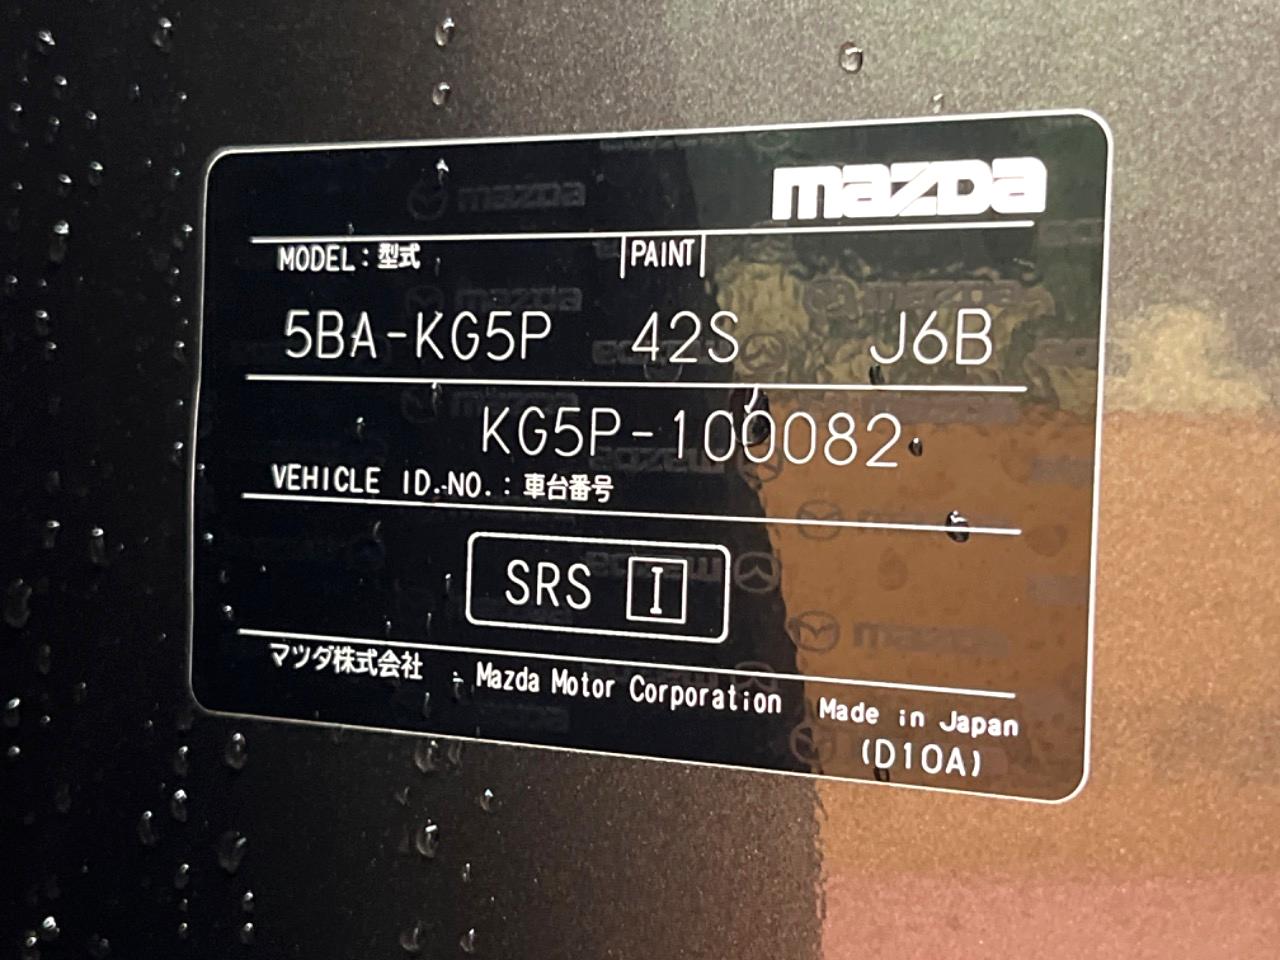 mazda
MODEL : 型式 PAINT
5BA-KG5P 42S J6B
KG5P-100082
VEHICLE ID.-NO. : 車台番号
SRS I
マツダ株式会社 Mazda Motor Corporation Made in Japan
(D10A)